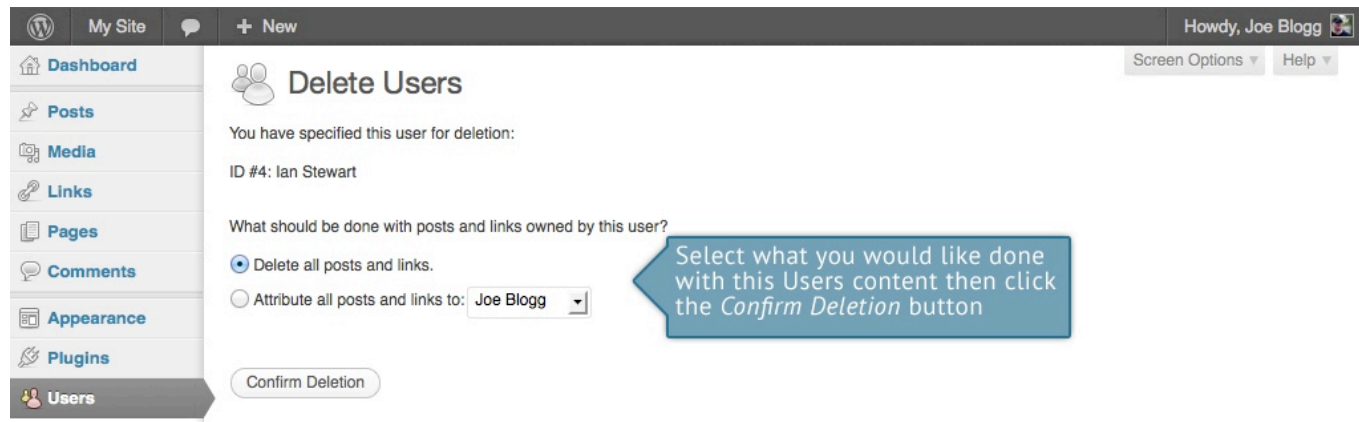 My Site + New Howdy, Joe Blogg
Screen Options Help
Dashboard
Posts
Media
Links
Pages
Comments
Appearance
Plugins
Users
Delete Users
You have specified this user for deletion:
ID #4: Ian Stewart
What should be done with posts and links owned by this user?
Delete all posts and links.
Attribute all posts and links to: Joe Blogg
Confirm Deletion
Select what you would like done
with this Users content then click
the Confirm Deletion button